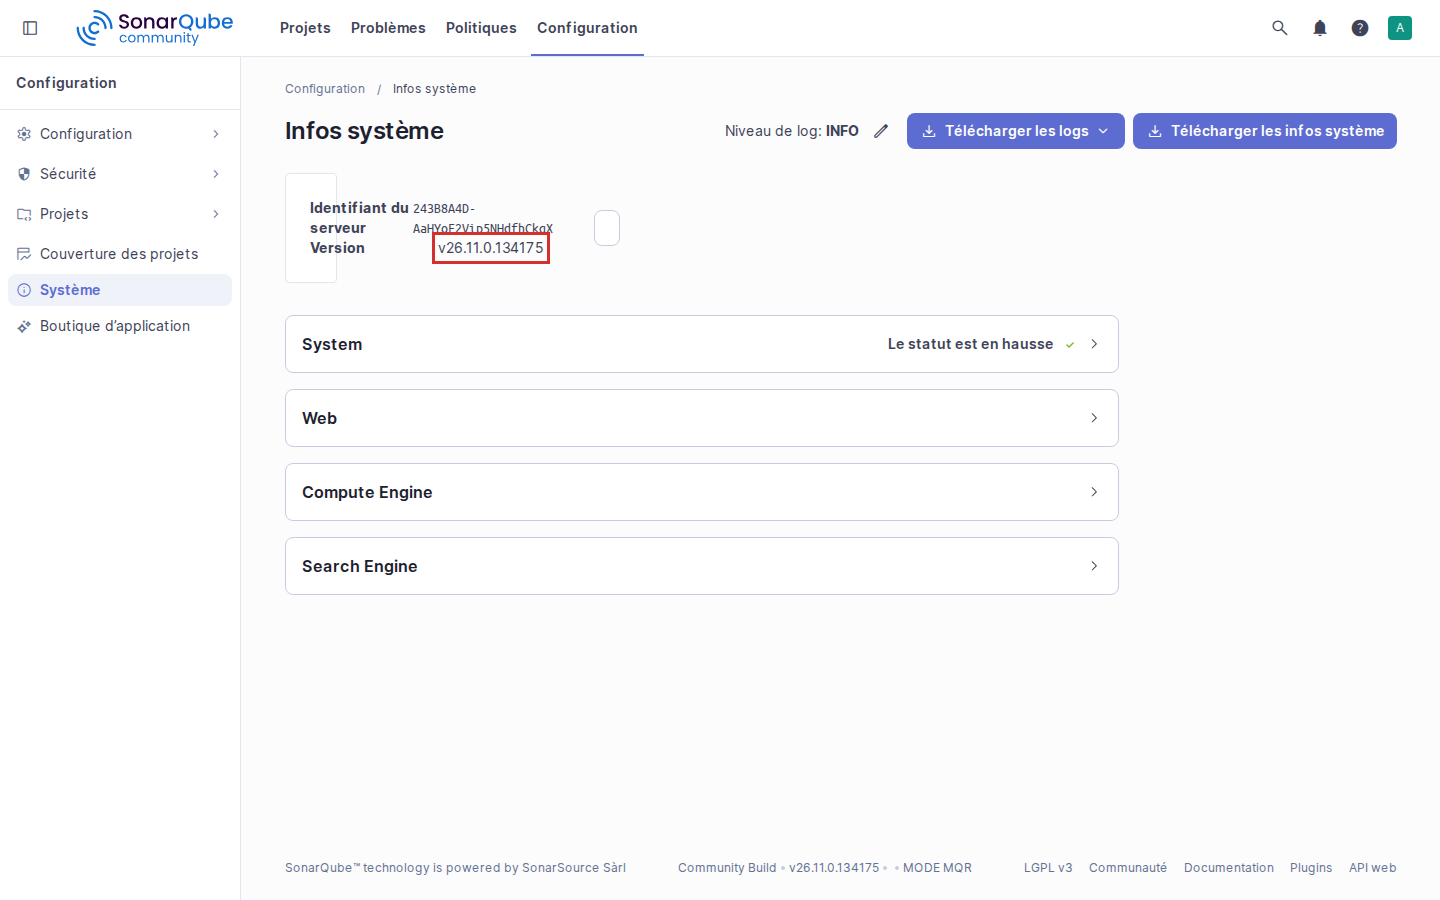 SonarQube
community
Projets
Problèmes
Politiques
Configuration
A
Configuration
Configuration
Sécurité
Projets
Couverture des projets
Système
Boutique d’application
Configuration / Infos système
Infos système
Niveau de log: INFO
Télécharger les logs
Télécharger les infos système
Identifiant du serveur
243B8A4D-
AaHYoF2Vip5NHdfhCkqX
Version
v26.11.0.134175
System
Le statut est en hausse
Web
Compute Engine
Search Engine
SonarQube™ technology is powered by SonarSource Sàrl
Community Build • v26.11.0.134175 • • MODE MQR
LGPL v3
Communauté
Documentation
Plugins
API web